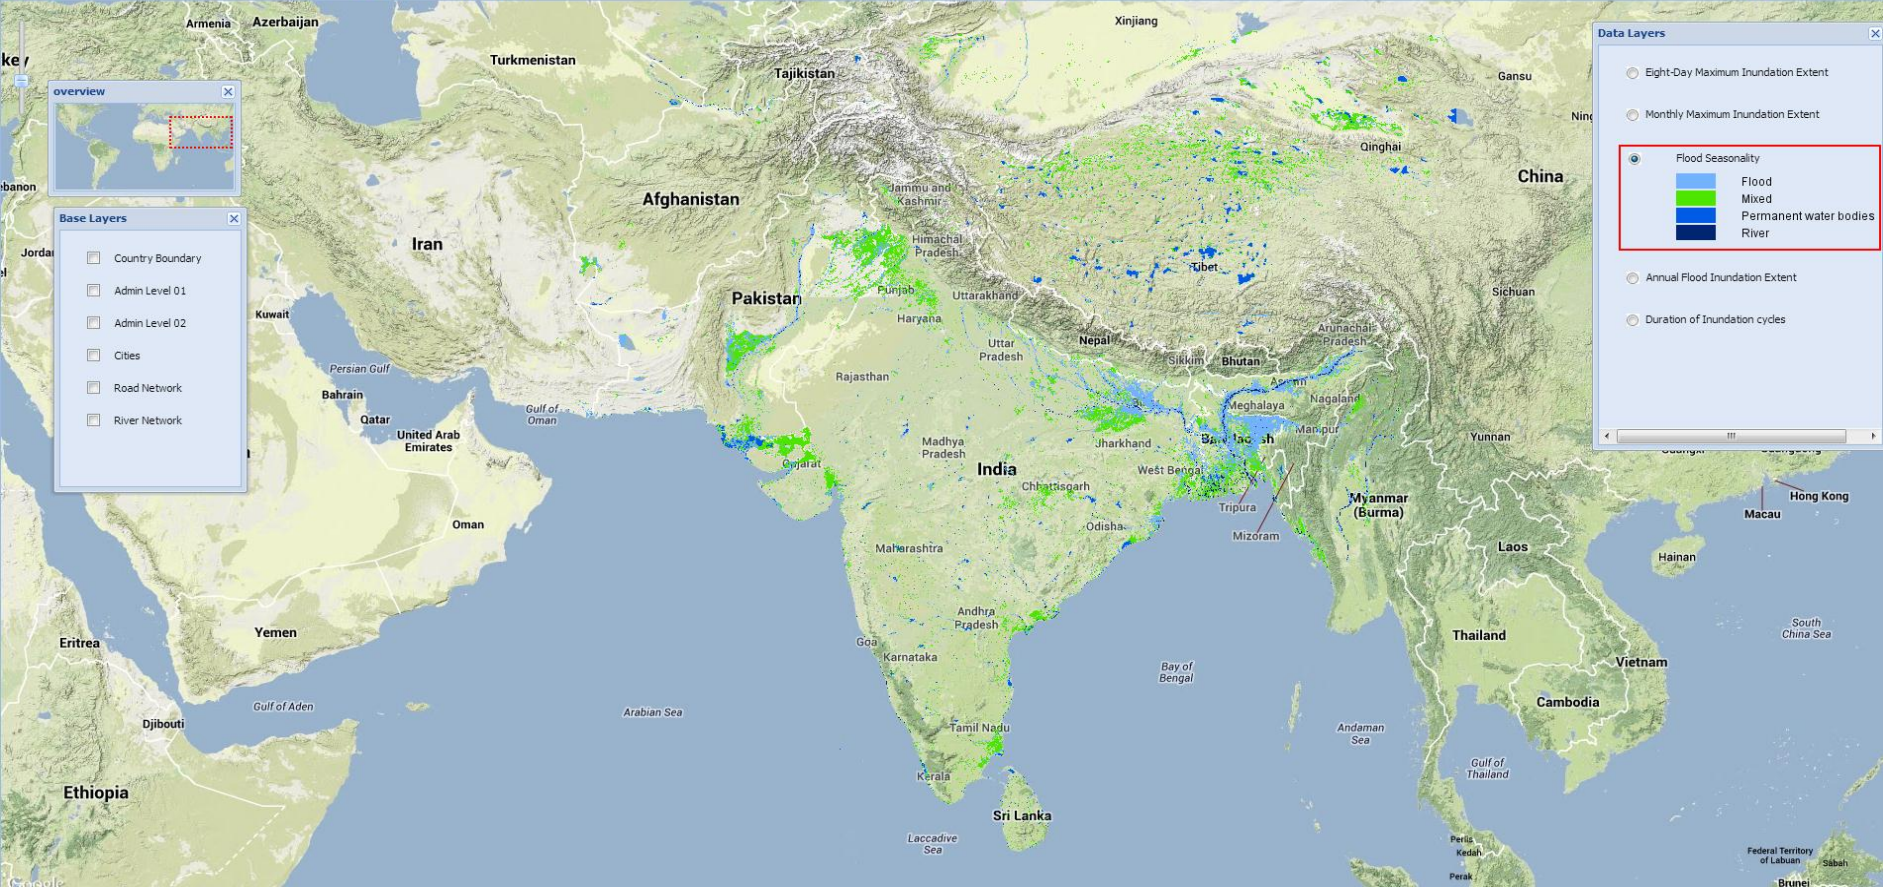 Data Layers
Eight-Day Maximum Inundation Extent
Monthly Maximum Inundation Extent
Flood Seasonality
Flood
Mixed
Permanent water bodies
River
Annual Flood Inundation Extent
Duration of Inundation cycles
overview
Base Layers
Country Boundary
Admin Level 01
Admin Level 02
Cities
Road Network
River Network
Armenia
Azerbaijan
key
Turkmenistan
Tajikistan
Xinjiang
Gansu
Ning
Qinghai
China
banon
Jordan
Iran
Afghanistan
Jammu and
Kashmir
Himachal
Pradesh
Tibet
Sichuan
Kuwait
Pakistan
Punjab
Uttarakhand
Haryana
Arunachal
Pradesh
Uttar
Pradesh
Nepal
Sikkim
Bhutan
Persian Gulf
Rajasthan
Assam
Bahrain
Qatar
Gulf of
Oman
Meghalaya
Nagaland
United Arab
Emirates
Madhya
Pradesh
Jharkhand
Bangladesh
Manipur
Yunnan
Gujarat
India
West Bengal
Chhattisgarh
Myanmar
(Burma)
Hong Kong
Macau
Tripura
Oman
Odisha
Mizoram
Maharashtra
Laos
Hainan
Andhra
Pradesh
Eritrea
Yemen
Goa
Karnataka
Thailand
South
China Sea
Vietnam
Bay of
Bengal
Gulf of Aden
Arabian Sea
Cambodia
Djibouti
Tamil Nadu
Andaman
Sea
Gulf of
Thailand
Kerala
Ethiopia
Sri Lanka
Laccadive
Sea
Perlis
Kedah
Perak
Federal Territory
of Labuan
Sabah
Brunei
Google